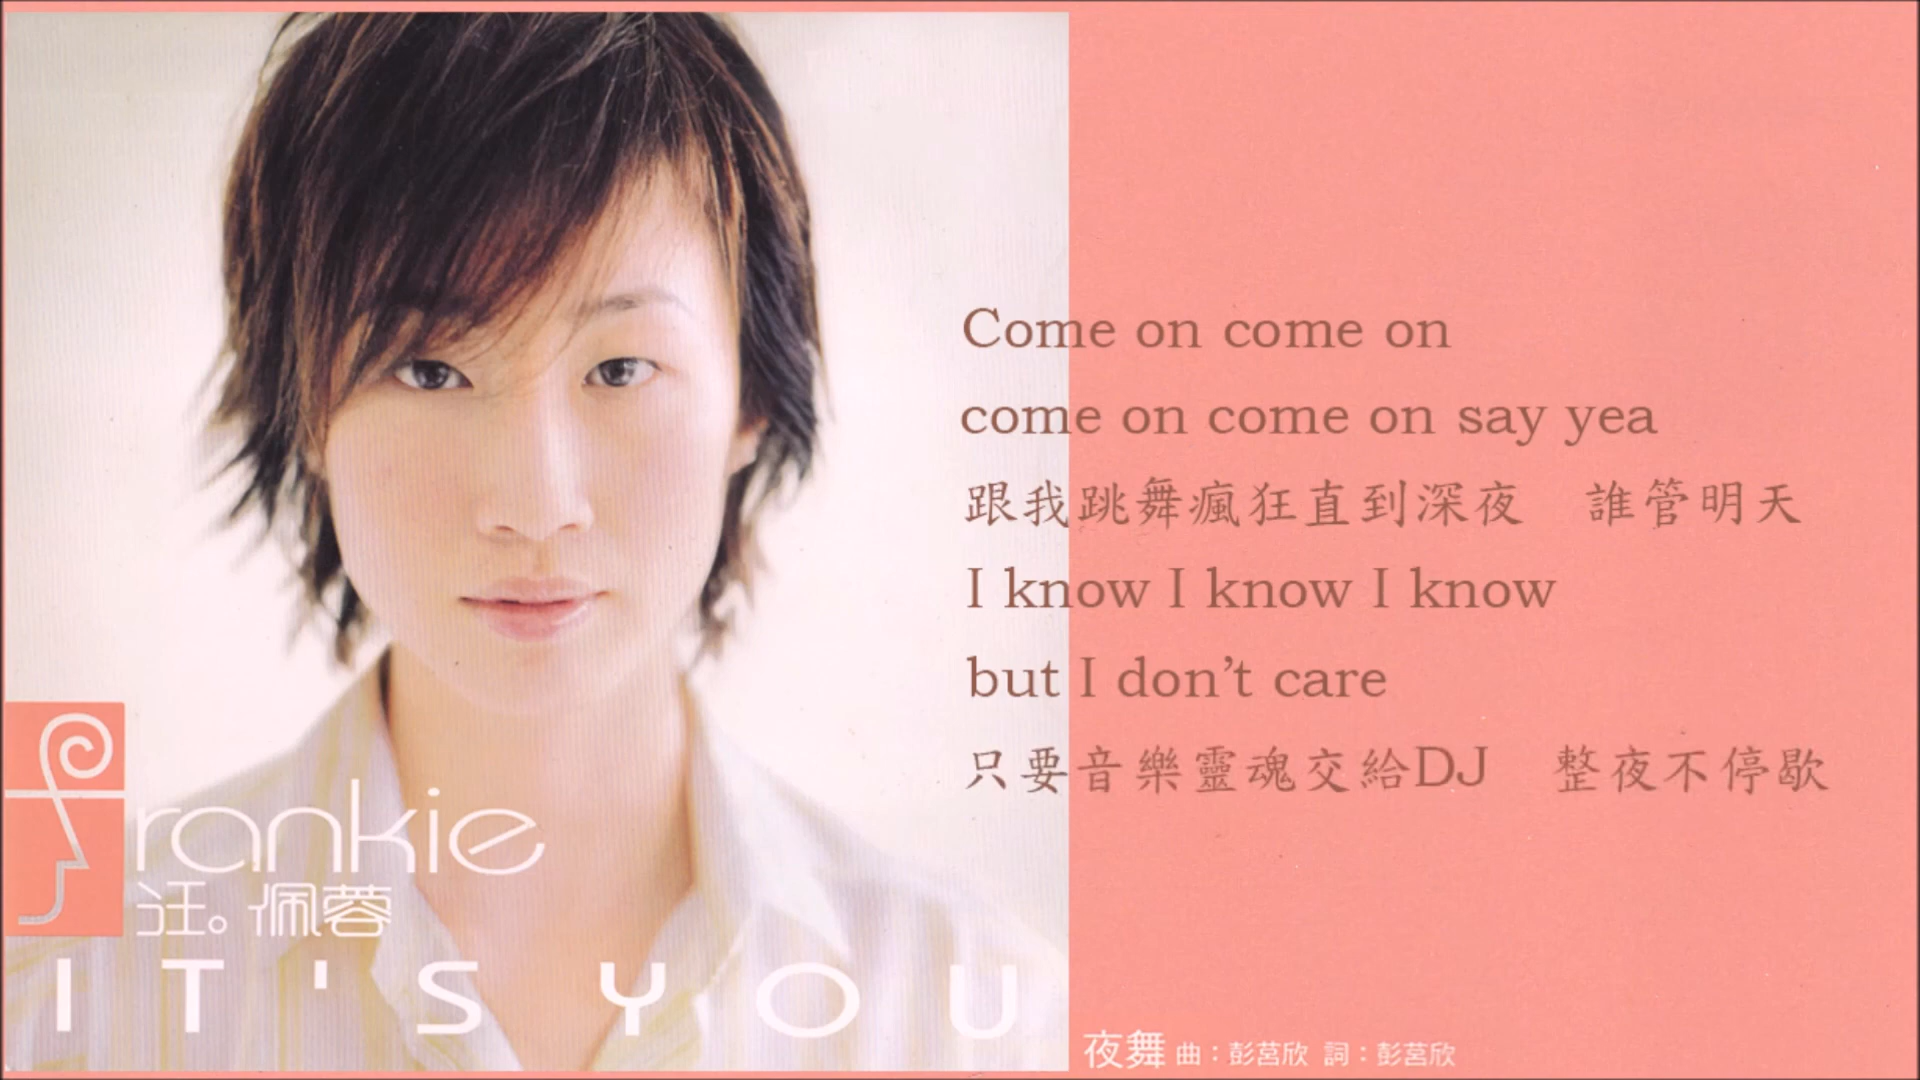 Come on come on
come on come on say yea
跟我跳舞瘋狂直到深夜　誰管明天
I know I know I know
but I don't care
只要音樂靈魂交給DJ　整夜不停歇
frankie
汪。佩蓉
IT'S YOU
夜舞 曲：彭莒欣 詞：彭莒欣